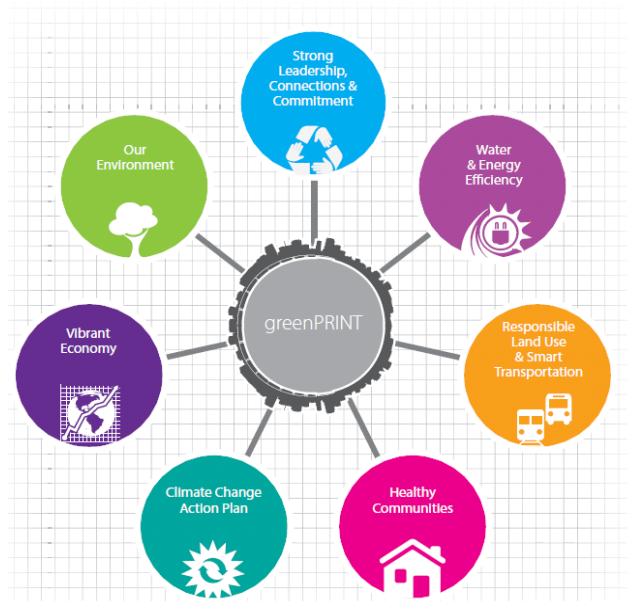 Strong
Leadership,
Connections &
Commitment
Our
Environment
Water
& Energy
Efficiency
greenPRINT
Vibrant
Economy
Responsible
Land Use
& Smart
Transportation
Climate Change
Action Plan
Healthy
Communities